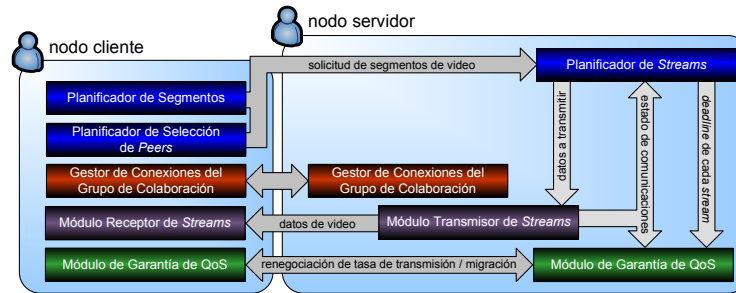 nodo servidor
nodo cliente
solicitud de segmentos de video
Planificador de Streams
Planificador de Segmentos
Planificador de Selección
de Peers
datos a transmitir
estado de comunicaciones
deadline de cada stream
Gestor de Conexiones del
Grupo de Colaboración
Gestor de Conexiones del
Grupo de Colaboración
Módulo Receptor de Streams
datos de video
Módulo Transmisor de Streams
Módulo de Garantía de QoS
renegociación de tasa de transmisión / migración
Módulo de Garantía de QoS